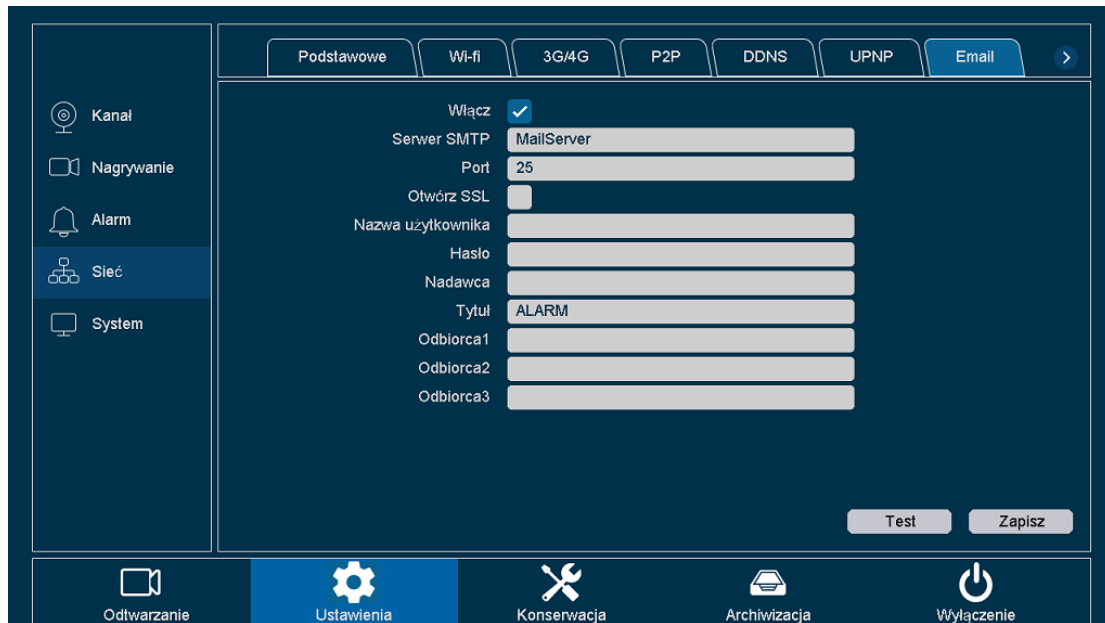 Podstawowe Wi-fi 3G/4G P2P DDNS UPNP Email
Kanał
Nagrywanie
Alarm
Sieć
System
Włącz
Serwer SMTP MailServer
Port 25
Otwórz SSL
Nazwa użytkownika
Hasło
Nadawca
Tytuł ALARM
Odbiorca1
Odbiorca2
Odbiorca3
Test Zapisz
Odtwarzanie Ustawienia Konserwacja Archiwizacja Wyłączenie